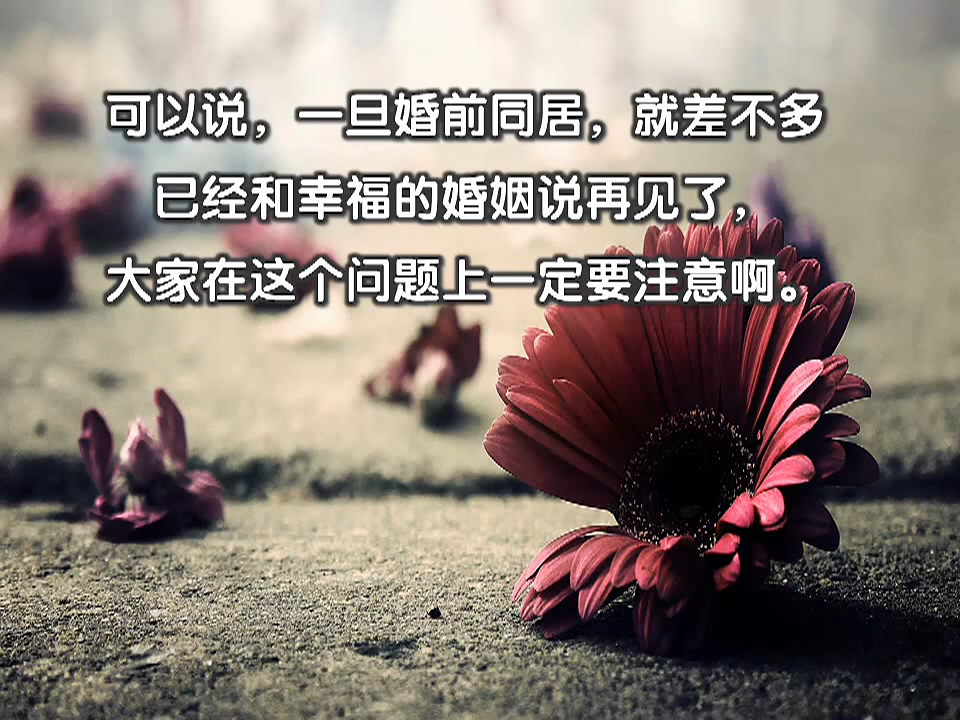 可以说，一旦婚前同居，就差不多
已经和幸福的婚姻说再见了，
大家在这个问题上一定要注意啊。